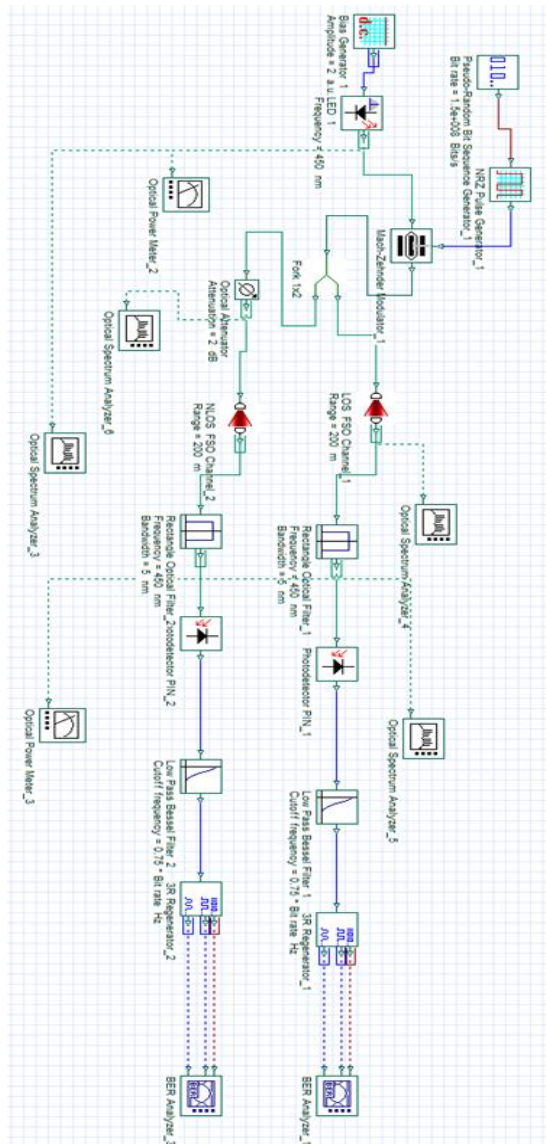 Pseudo-Random Bit Sequence Generator_1
Bit rate = 1.5e+008 Bits/s
NRZ Pulse Generator_1
Bias Generator_1
Amplitude = 2 a.u.
LED_1
Frequency = 450 nm
Mach-Zehnder Modulator_1
Optical Power Meter_2
Fork 1x2
Optical Attenuator
Attenuation = 2 dB
Optical Spectrum Analyzer_6
Optical Spectrum Analyzer_3
LOS FSO Channel_1
Range = 200 m
NLOS FSO Channel_2
Range = 200 m
Optical Spectrum Analyzer_4
Rectangle Optical Filter_1
Frequency = 450 nm
Bandwidth = 5 nm
Rectangle Optical Filter_2
Frequency = 450 nm
Bandwidth = 5 nm
Photodetector PIN_1
otodetector PIN_2
Optical Spectrum Analyzer_5
Optical Power Meter_3
Low Pass Bessel Filter_1
Cutoff frequency = 0.75 * Bit rate Hz
Low Pass Bessel Filter_2
Cutoff frequency = 0.75 * Bit rate Hz
3R Regenerator_1
3R Regenerator_2
BER Analyzer_1
BER
BER